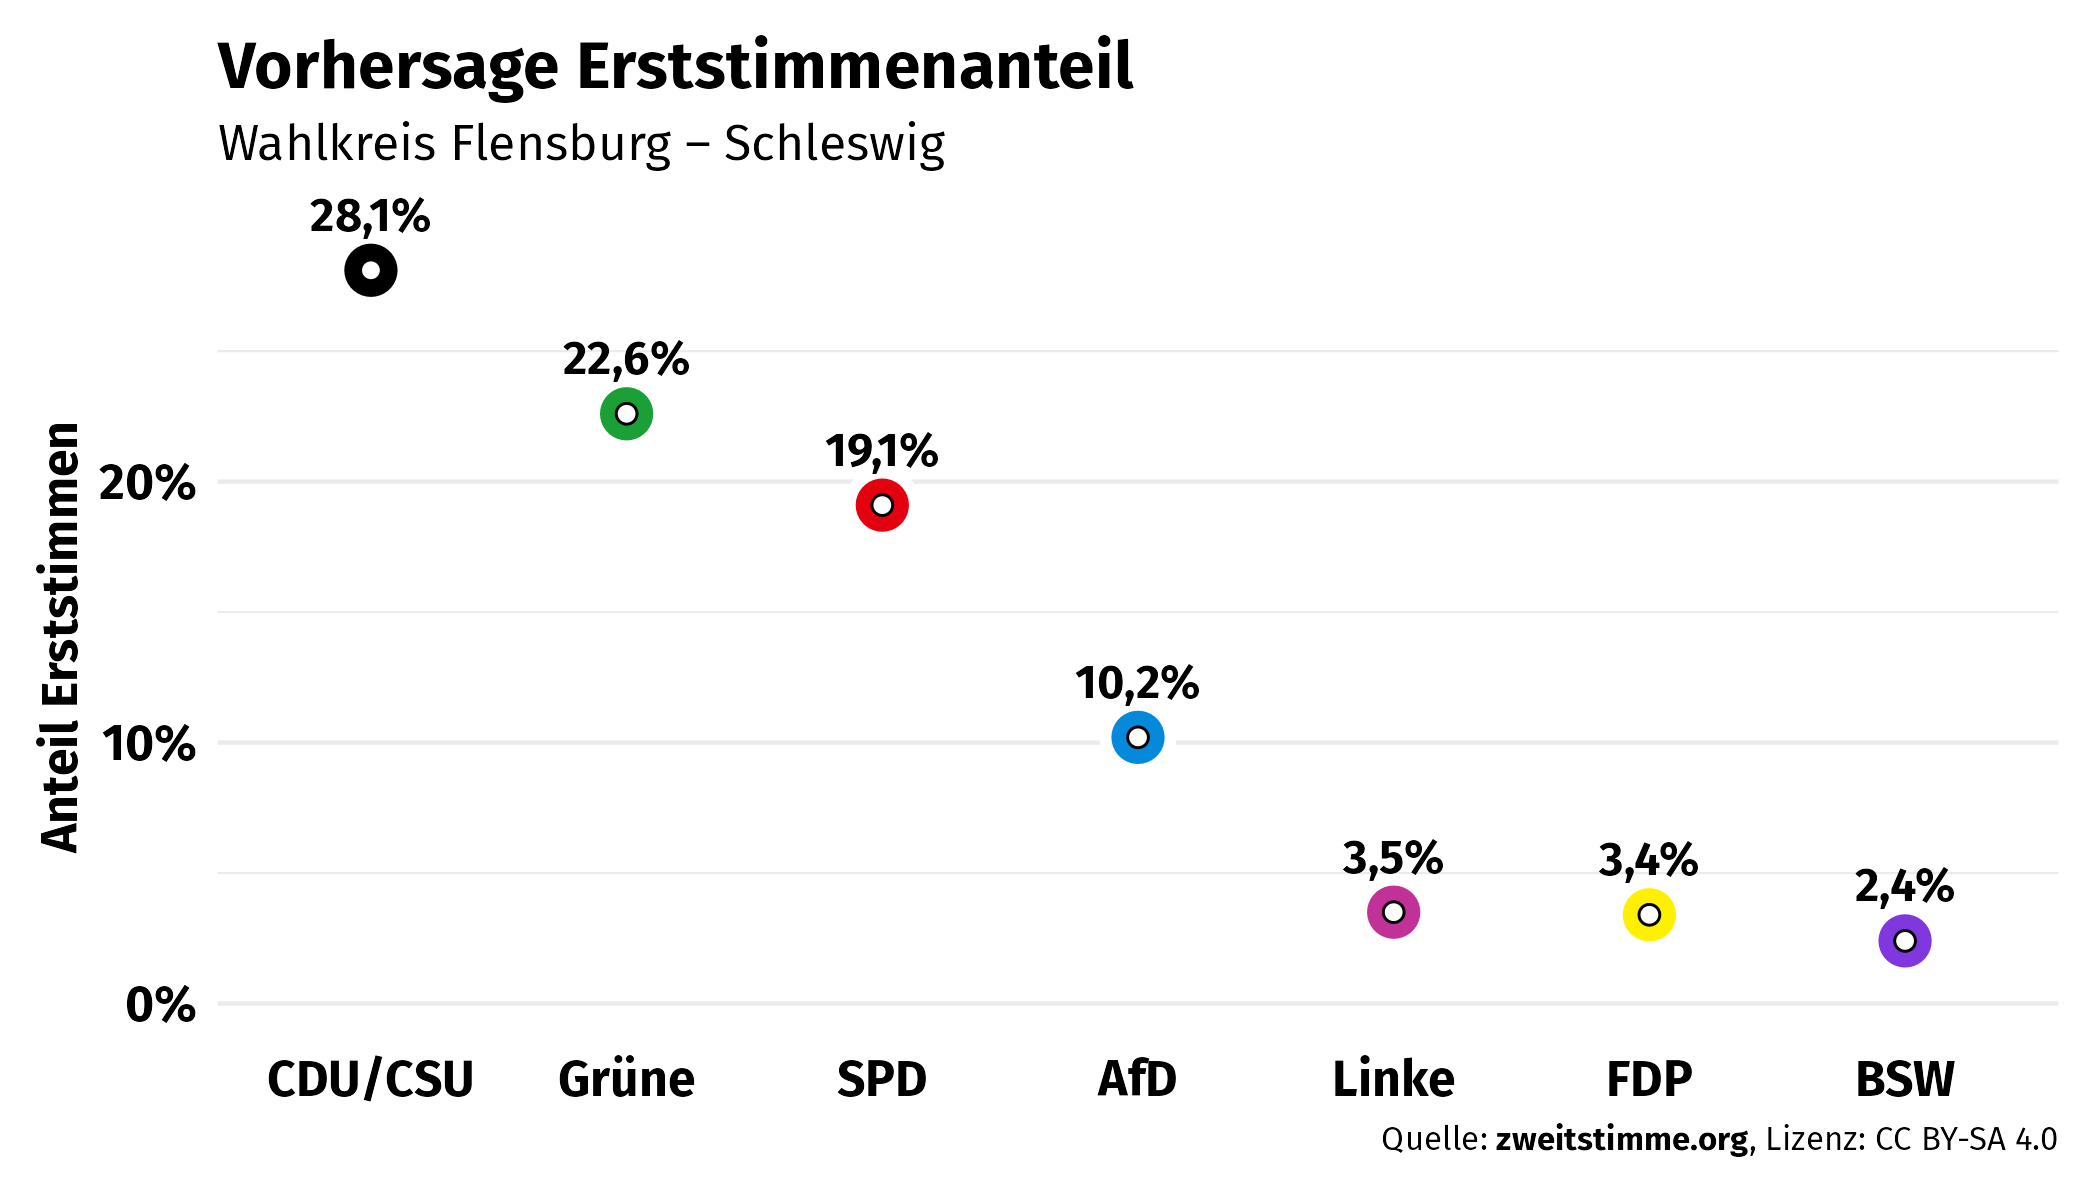 Vorhersage Erststimmenanteil
Wahlkreis Flensburg – Schleswig
28,1%
22,6%
19,1%
10,2%
3,5%
3,4%
2,4%
Anteil Erststimmen
20%
10%
0%
CDU/CSU Grüne SPD AfD Linke FDP BSW
Quelle: zweitstimme.org, Lizenz: CC BY-SA 4.0